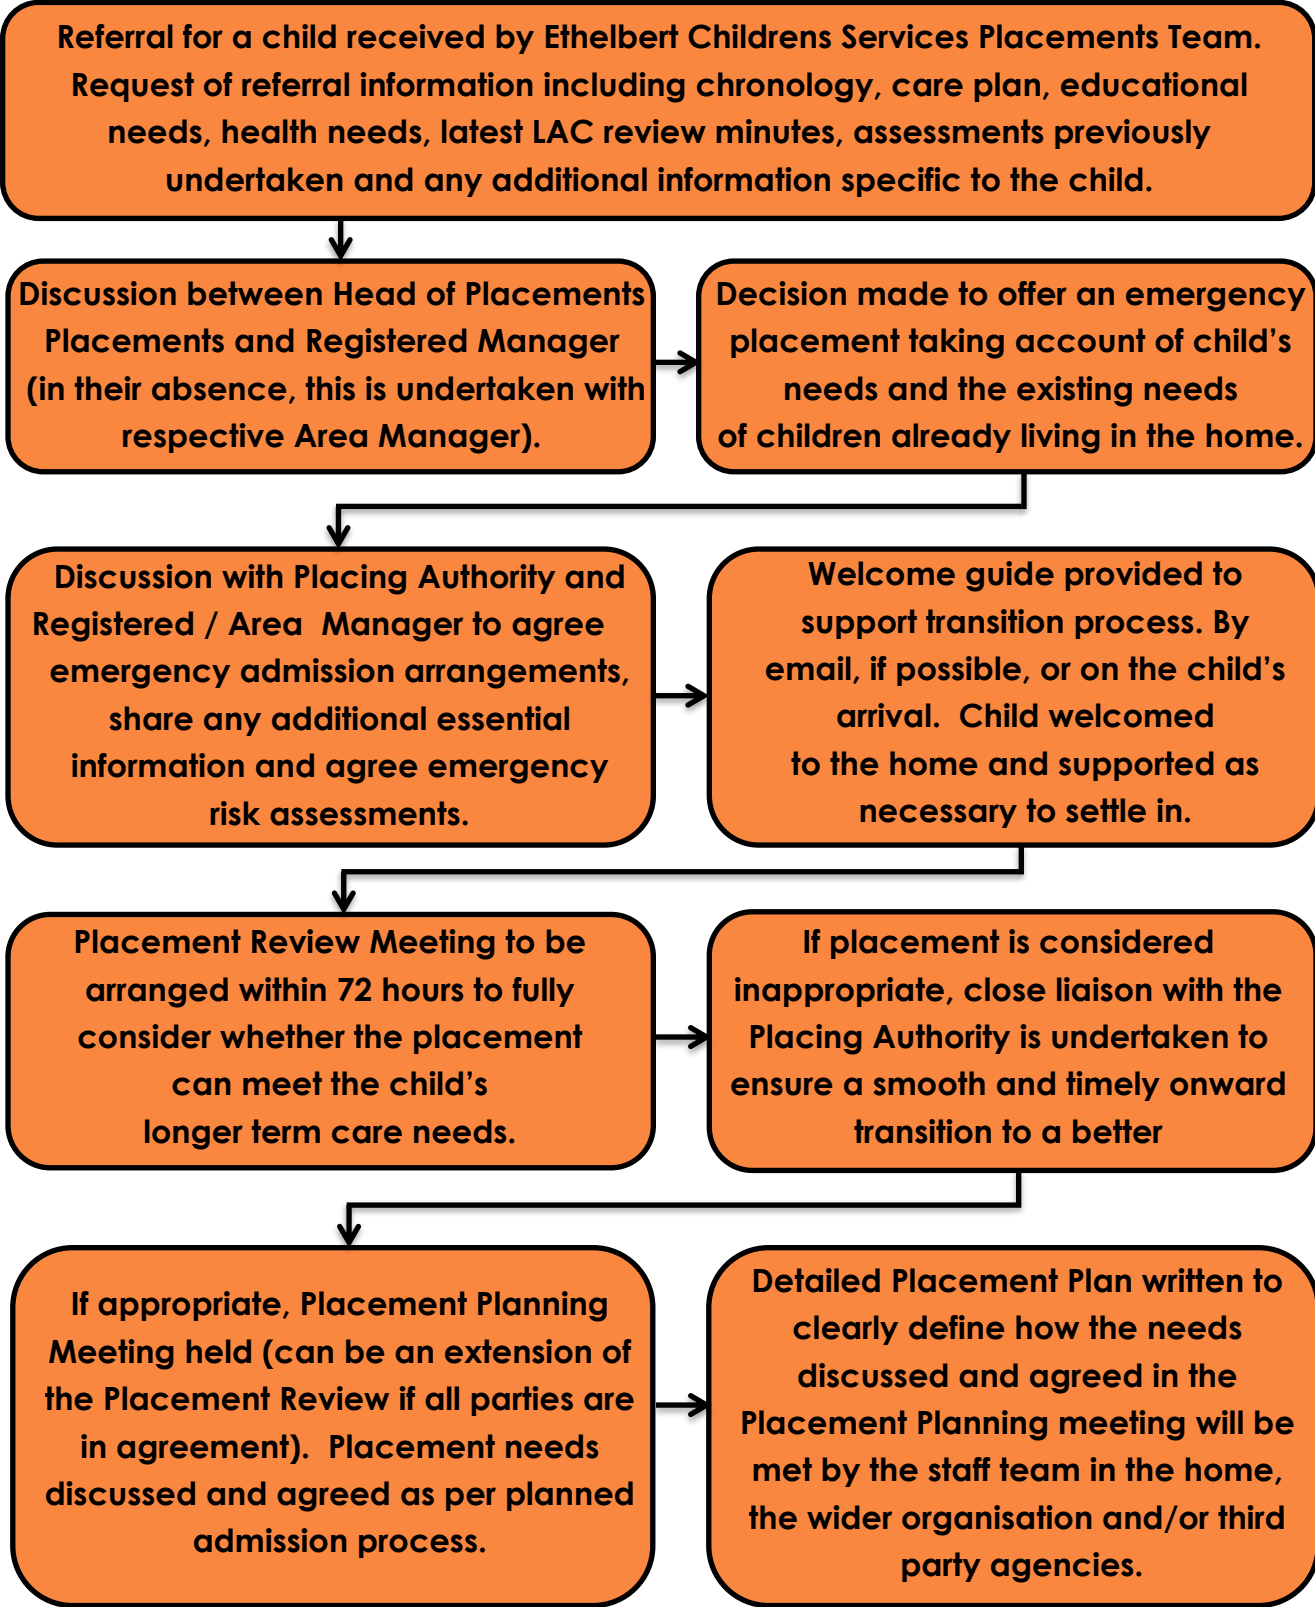 Referral for a child received by Ethelbert Childrens Services Placements Team.
Request of referral information including chronology, care plan, educational
needs, health needs, latest LAC review minutes, assessments previously
undertaken and any additional information specific to the child.
Discussion between Head of Placements
Placements and Registered Manager
(in their absence, this is undertaken with
respective Area Manager).
Decision made to offer an emergency
placement taking account of child’s
needs and the existing needs
of children already living in the home.
Discussion with Placing Authority and
Registered / Area  Manager to agree
emergency admission arrangements,
share any additional essential
information and agree emergency
risk assessments.
Welcome guide provided to
support transition process. By
email, if possible, or on the child’s
arrival.  Child welcomed
to the home and supported as
necessary to settle in.
Placement Review Meeting to be
arranged within 72 hours to fully
consider whether the placement
can meet the child’s
longer term care needs.
If placement is considered
inappropriate, close liaison with the
Placing Authority is undertaken to
ensure a smooth and timely onward
transition to a better
If appropriate, Placement Planning
Meeting held (can be an extension of
the Placement Review if all parties are
in agreement).  Placement needs
discussed and agreed as per planned
admission process.
Detailed Placement Plan written to
clearly define how the needs
discussed and agreed in the
Placement Planning meeting will be
met by the staff team in the home,
the wider organisation and/or third
party agencies.